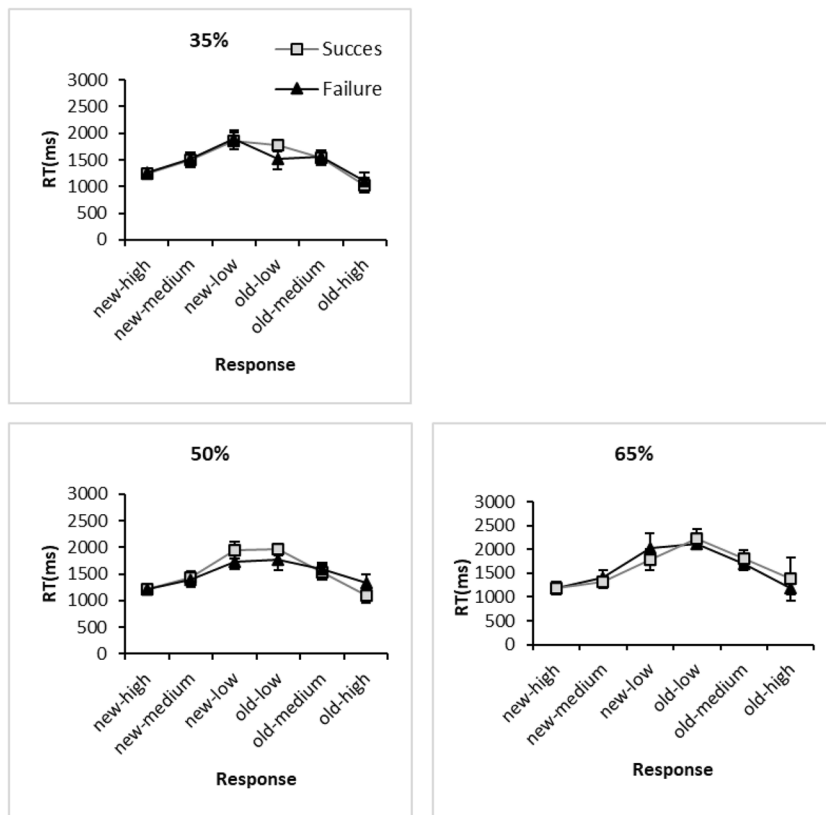 35%
Succes
Failure
3000
2500
2000
1500
1000
500
0
RT(ms)
new-high
new-medium
new-low
old-low
old-medium
old-high
Response
50%
3000
2500
2000
1500
1000
500
0
RT(ms)
new-high
new-medium
new-low
old-low
old-medium
old-high
Response
65%
3000
2500
2000
1500
1000
500
0
RT(ms)
new-high
new-medium
new-low
old-low
old-medium
old-high
Response